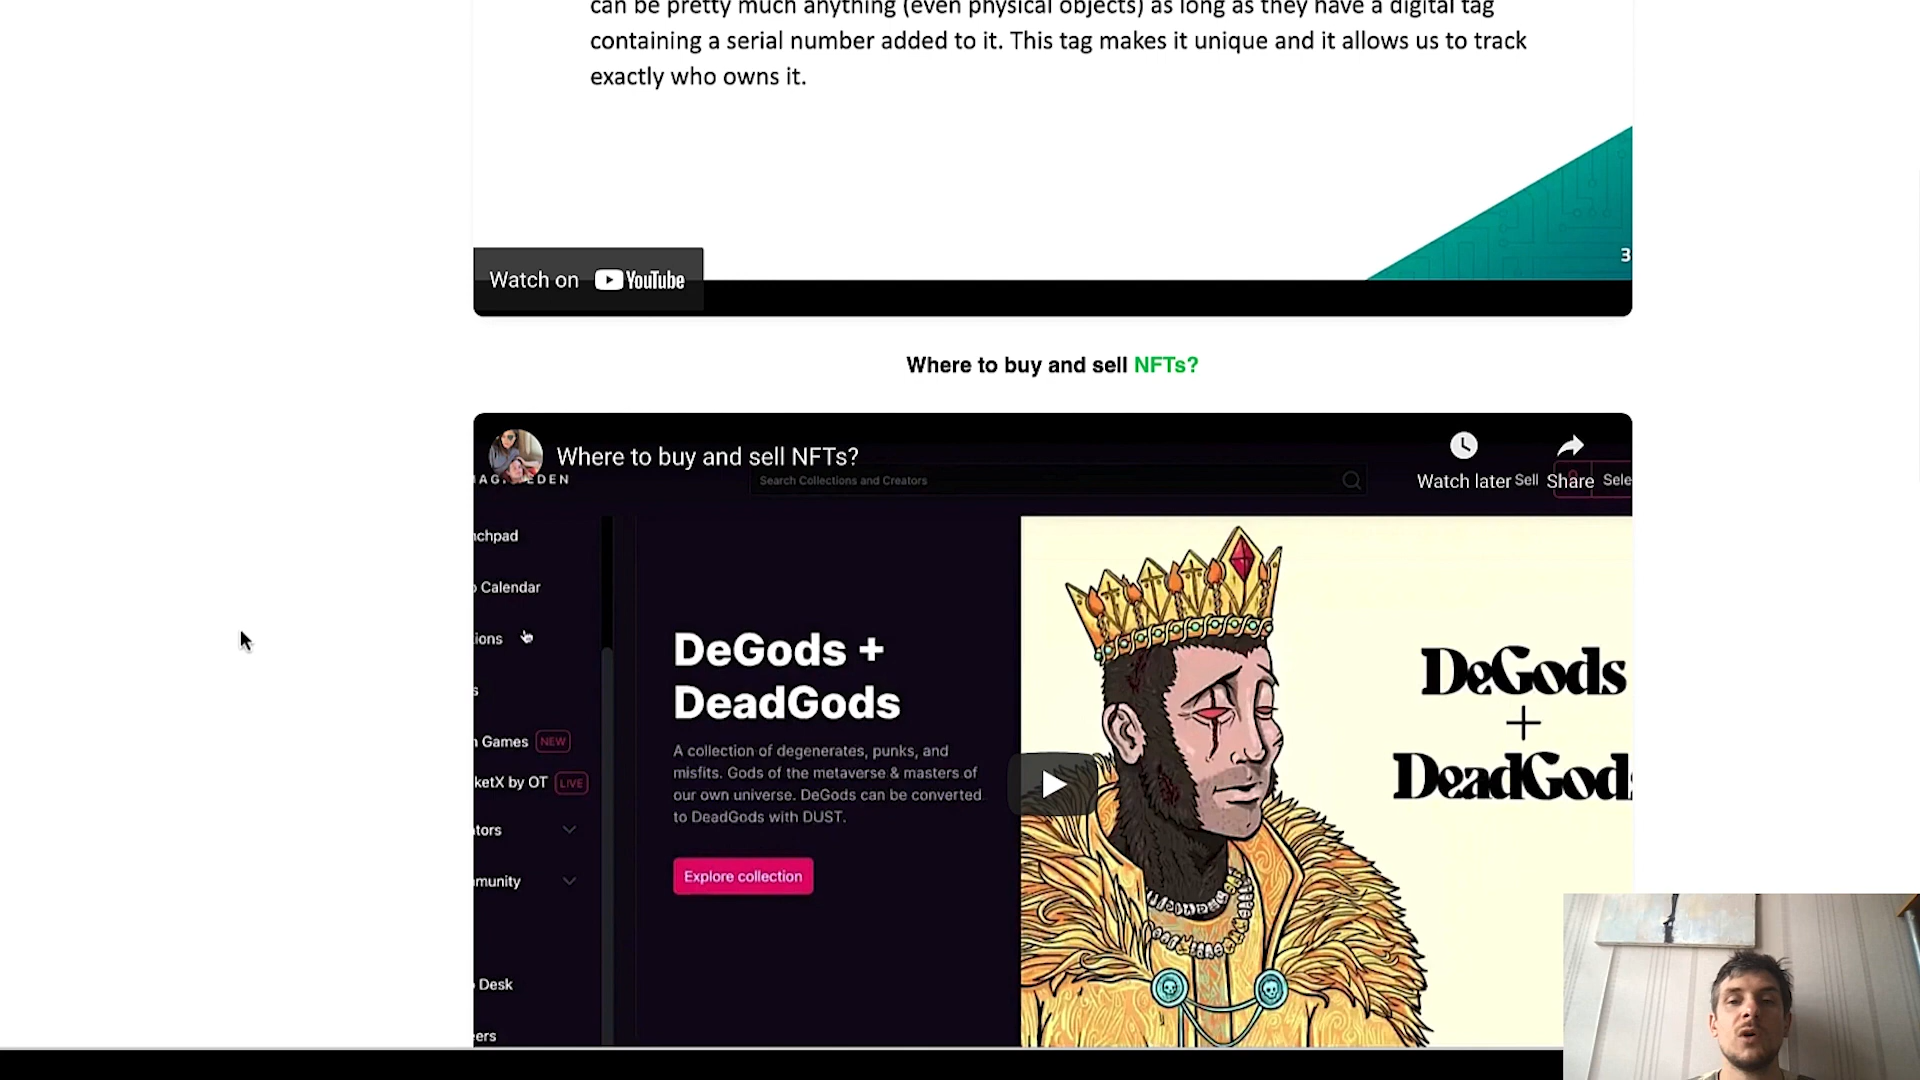 can be pretty much anything (even physical objects) as long as they have a digital tag
containing a serial number added to it. This tag makes it unique and it allows us to track
exactly who owns it.
3
Watch on YouTube
Where to buy and sell NFTs?
Where to buy and sell NFTs?
Search Collections and Creators
Watch later Sell Share Sele
EDEN
chpad
Calendar
ions
s
Games NEW
ketX by OT LIVE
tors
munity
Desk
ers
DeGods +
DeadGods
A collection of degenerates, punks, and
misfits. Gods of the metaverse & masters of
our own universe. DeGods can be converted
to DeadGods with DUST.
Explore collection
DeGods
+
DeadGods